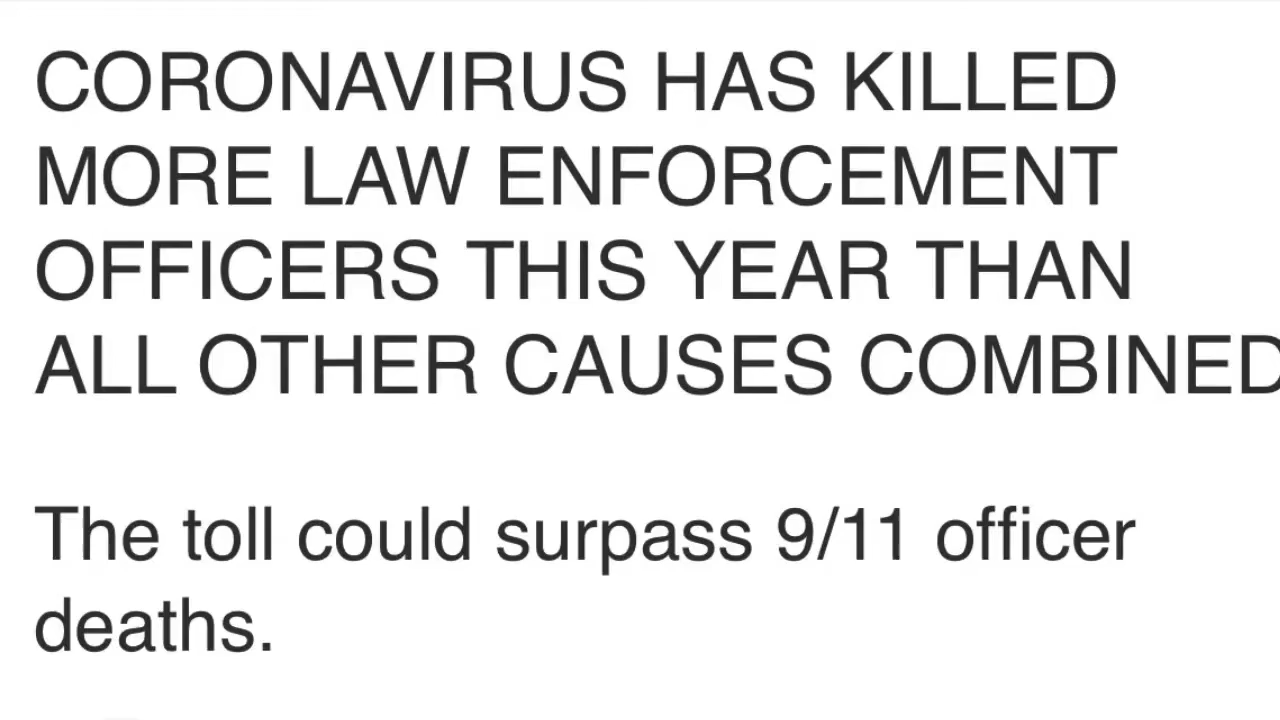 CORONAVIRUS HAS KILLED
MORE LAW ENFORCEMENT
OFFICERS THIS YEAR THAN
ALL OTHER CAUSES COMBINED
The toll could surpass 9/11 officer
deaths.